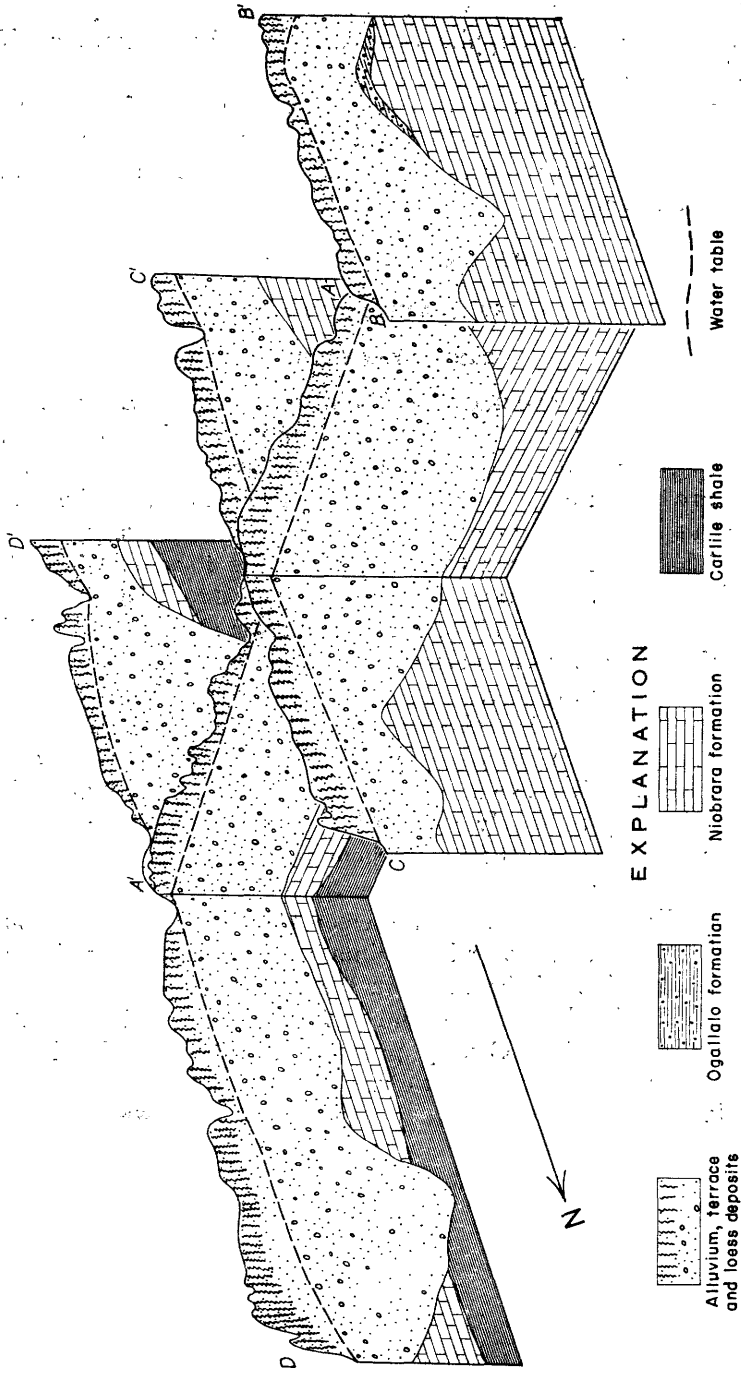 B'
C'
D'
A
B
A'
C
D
N
EXPLANATION
Alluvium, terrace
and loess deposits
Ogallala formation
Niobrara formation
Carlile shale
Water table